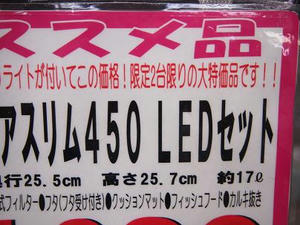 ススメ品
ライトが付いてこの価格!限定2台限りの大特価品です!!
アスリム450 LEDセット
奥行25.5cm 高さ25.7cm 約17ℓ
式フィルター●フタ(フタ受け付き)●クッションマット●フィッシュフード●カルキ抜き